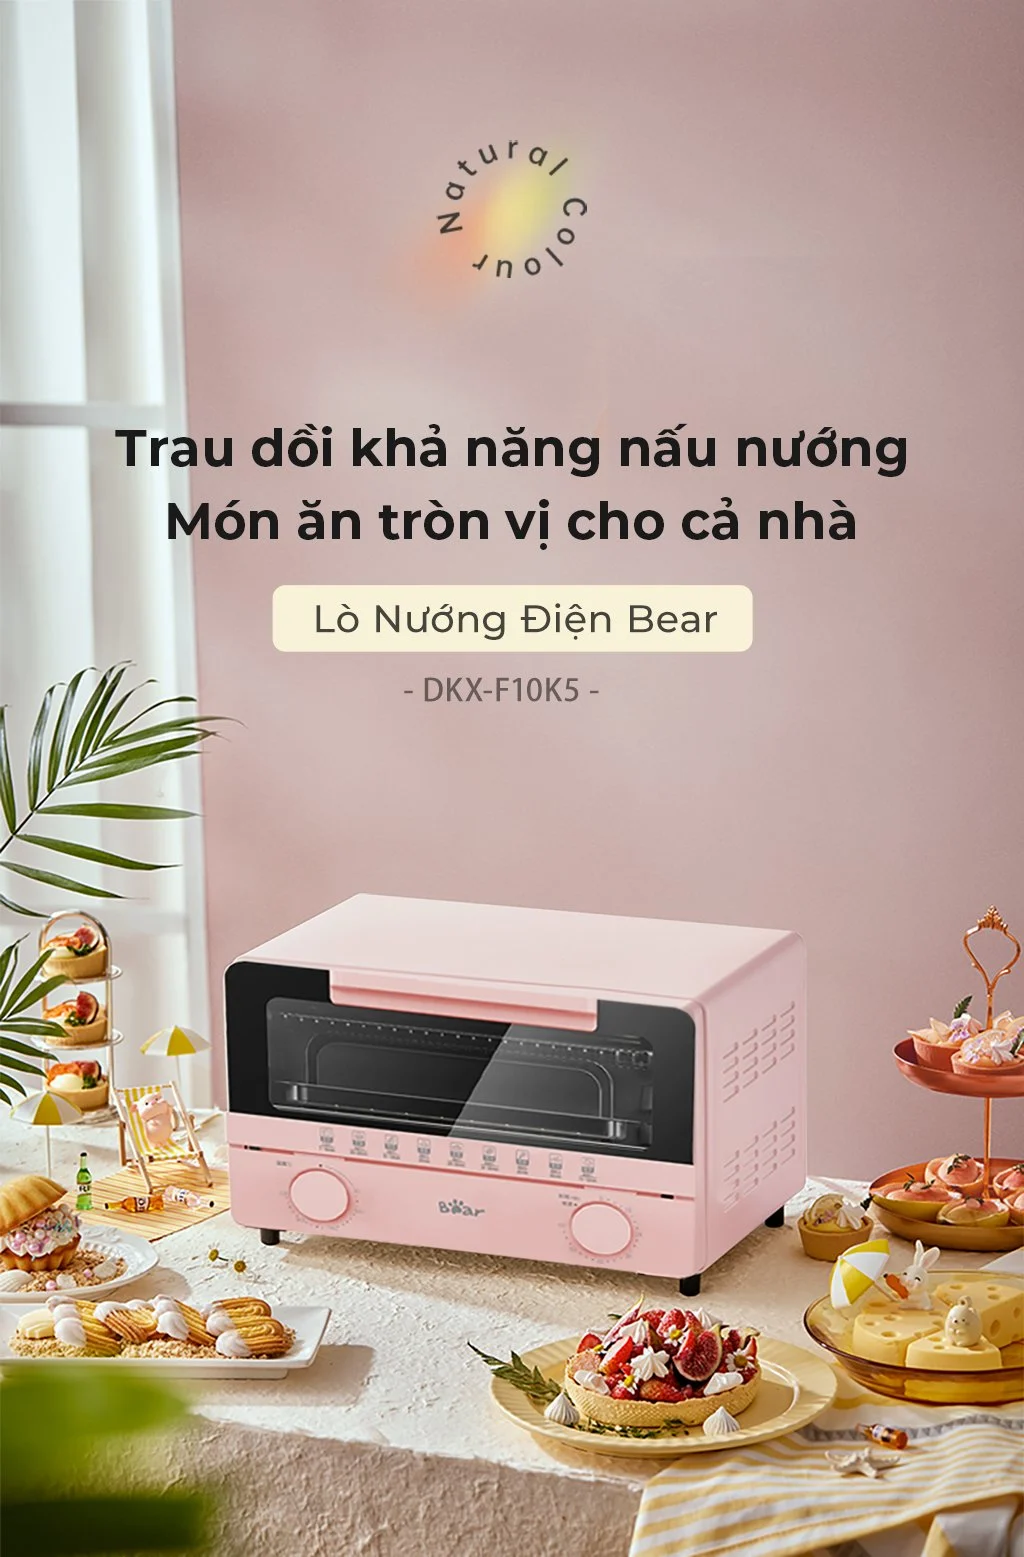 Natural Colour
Trau dồi khả năng nấu nướng
Món ăn tròn vị cho cả nhà
Lò Nướng Điện Bear
- DKX-F10K5 -
Bear